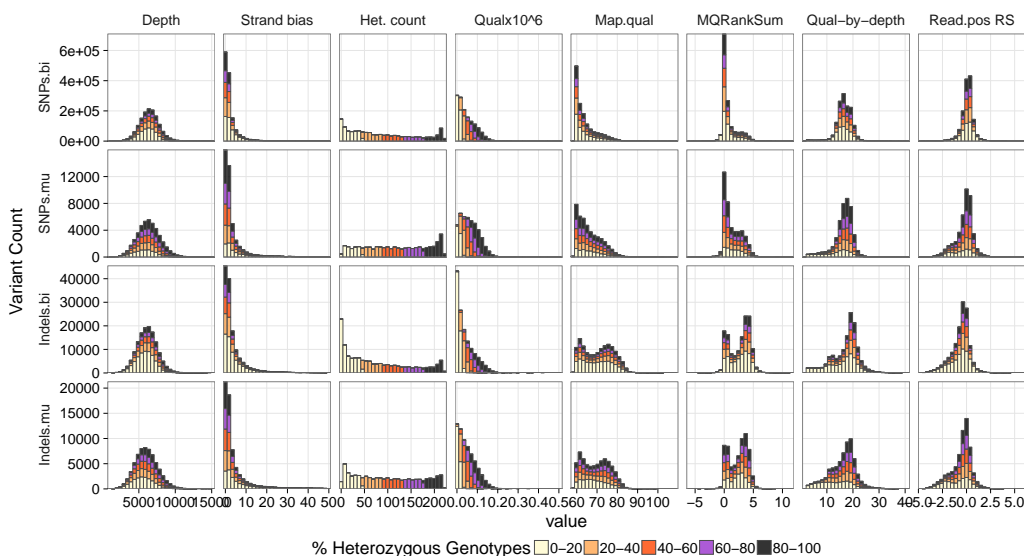 Depth Strand bias Het. count Qualx10^6 Map.qual MQRankSum Qual−by−depth Read.pos RS
Variant Count
SNPs.bi
6e+05
4e+05
2e+05
0e+00
SNPs.mu
12000
8000
4000
0
Indels.bi
40000
30000
20000
10000
0
Indels.mu
20000
15000
10000
5000
0
5000 10000 15000 0 10 20 30 40 50 0 50 100 150 200 0.0 0.1 0.2 0.3 0.4 0.5 60 70 80 90 100 −5 0 5 10 10 20 30 40 −5.0 −2.5 0.0 2.5 5.0
value
% Heterozygous Genotypes 0−20 20−40 40−60 60−80 80−100